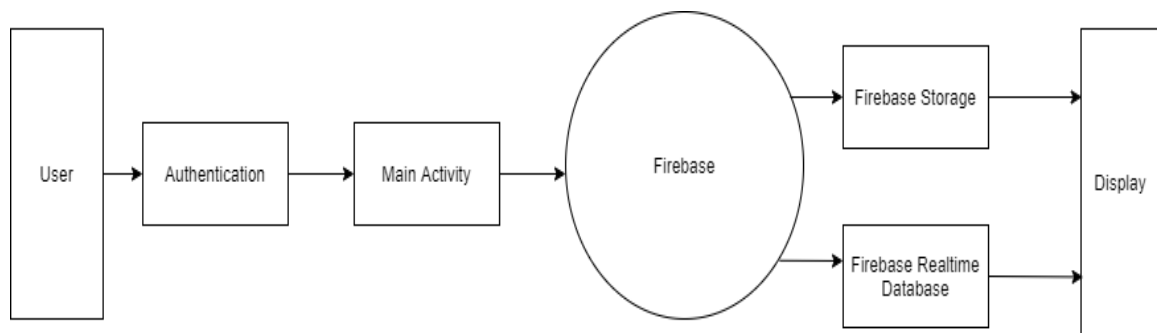 User
Authentication
Main Activity
Firebase
Firebase Storage
Firebase Realtime
Database
Display